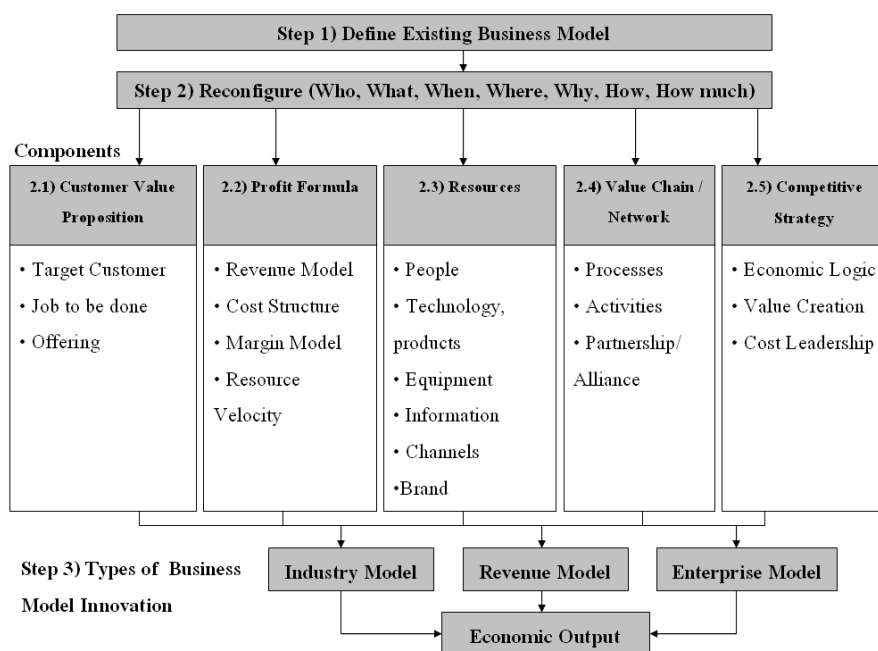 Step 1) Define Existing Business Model
Step 2) Reconfigure (Who, What, When, Where, Why, How, How much)
Components
2.1) Customer Value
Proposition
• Target Customer
• Job to be done
• Offering
2.2) Profit Formula
• Revenue Model
• Cost Structure
• Margin Model
• Resource
Velocity
2.3) Resources
• People
• Technology,
products
• Equipment
• Information
• Channels
•Brand
2.4) Value Chain /
Network
• Processes
• Activities
• Partnership/
Alliance
2.5) Competitive
Strategy
• Economic Logic
• Value Creation
• Cost Leadership
Step 3) Types of Business
Model Innovation
Industry Model
Revenue Model
Enterprise Model
Economic Output